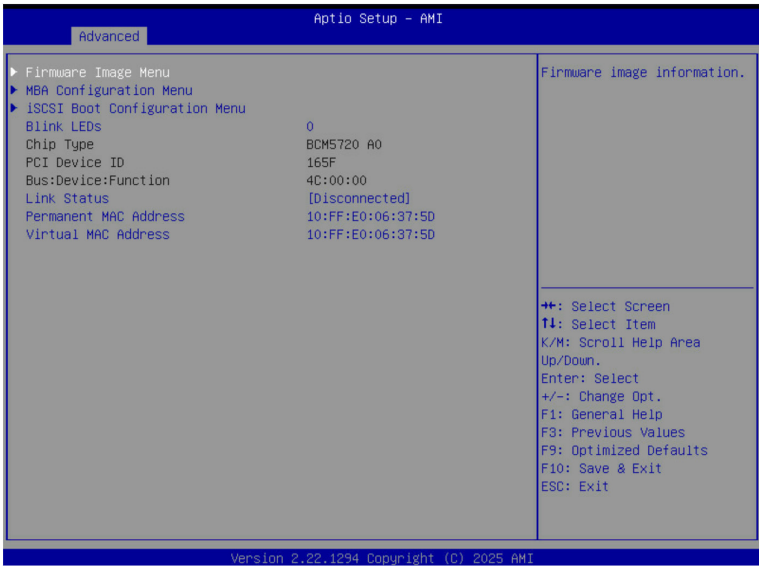 Aptio Setup – AMI
Advanced
Firmware Image Menu
MBA Configuration Menu
iSCSI Boot Configuration Menu
Blink LEDs 0
Chip Type BCM5720 A0
PCI Device ID 165F
Bus:Device:Function 4C:00:00
Link Status [Disconnected]
Permanent MAC Address 10:FF:E0:06:37:5D
Virtual MAC Address 10:FF:E0:06:37:5D
Firmware image information.
→←: Select Screen
↑↓: Select Item
K/M: Scroll Help Area
Up/Down.
Enter: Select
+/-: Change Opt.
F1: General Help
F3: Previous Values
F9: Optimized Defaults
F10: Save & Exit
ESC: Exit
Version 2.22.1294 Copyright (C) 2025 AMI